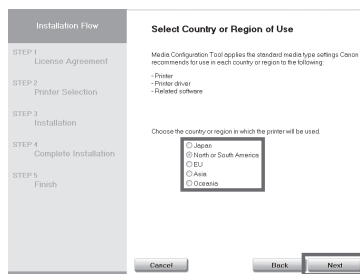 Installation Flow
STEP 1
License Agreement
STEP 2
Printer Selection
STEP 3
Installation
STEP 4
Complete Installation
STEP 5
Finish
Select Country or Region of Use
Media Configuration Tool applies the standard media type settings Canon
recommends for use in each country or region to the following:
- Printer
- Printer driver
- Related software
Choose the country or region in which the printer will be used.
Japan
North or South America
EU
Asia
Oceania
Cancel
Back
Next